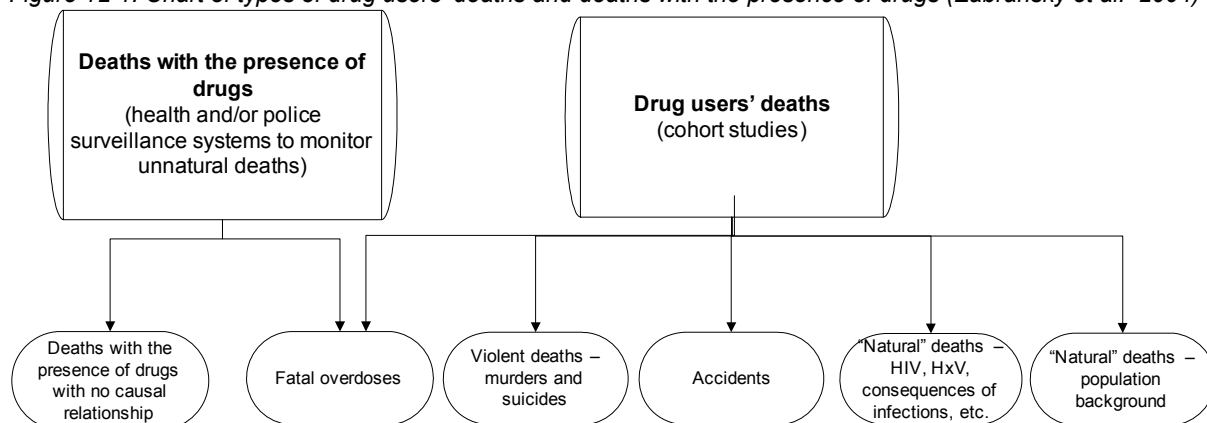 Figure 12-1: Chart of types of drug users' deaths and deaths with the presence of drugs (Zábranský et al. 2004)
Deaths with the presence of
drugs
(health and/or police
surveillance systems to monitor
unnatural deaths)
Drug users' deaths
(cohort studies)
Deaths with the
presence of drugs
with no causal
relationship
Fatal overdoses
Violent deaths –
murders and
suicides
Accidents
"Natural" deaths –
HIV, HxV,
consequences of
infections, etc.
"Natural" deaths –
population
background